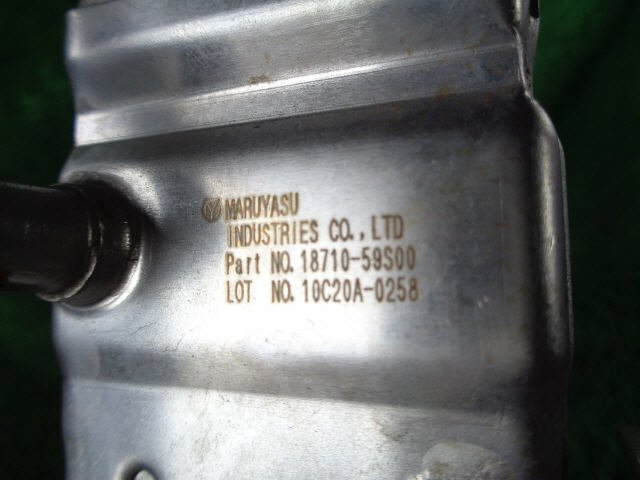 MARUYASU
INDUSTRIES CO.,LTD
Part NO. 18710-59S00
LOT NO. 10C20A-0258